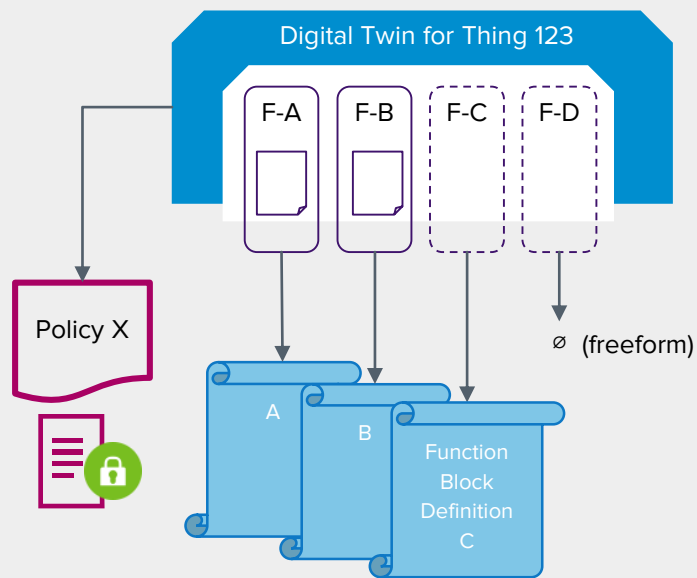 Digital Twin for Thing 123
F-A
F-B
F-C
F-D
Policy X
∅ (freeform)
A
B
Function
Block
Definition
C